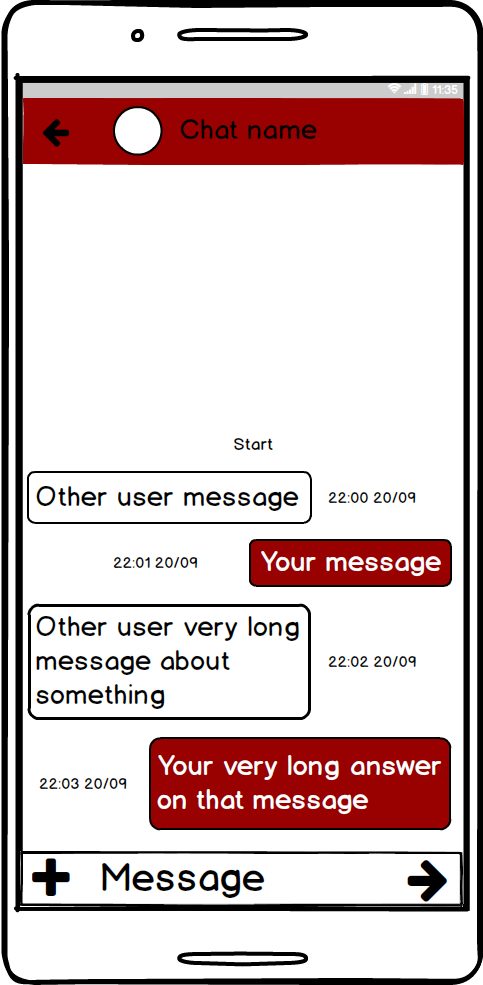 11:35
Chat name
Start
Other user message
22:00 20/09
22:01 20/09
Your message
Other user very long
message about
something
22:02 20/09
22:03 20/09
Your very long answer
on that message
Message